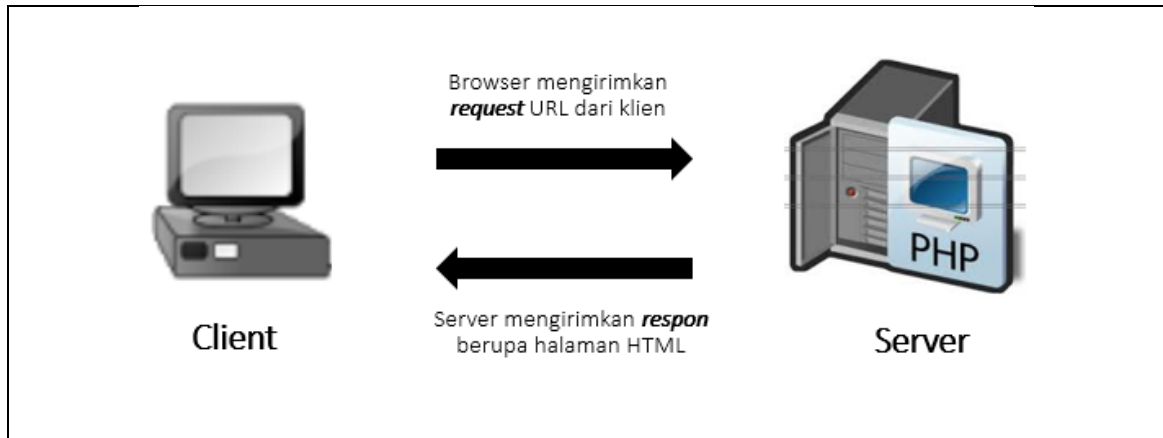 Browser mengirimkan
request URL dari klien
PHP
Server mengirimkan respon
berupa halaman HTML
Client
Server